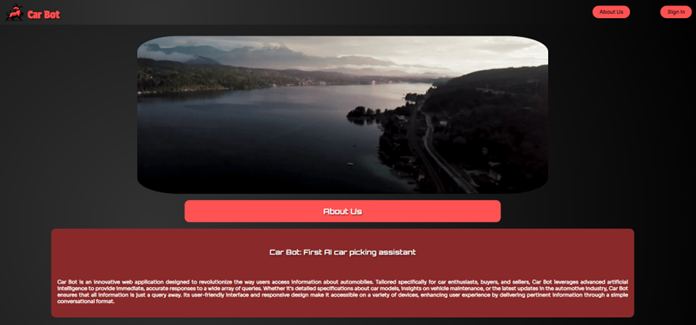 Car Bot
About Us
Sign In
About Us
Car Bot: First AI car picking assistant
Car Bot is an innovative web application designed to revolutionize the way users access information about automobiles. Tailored specifically for car enthusiasts, buyers, and sellers, Car Bot leverages advanced artificial
intelligence to provide immediate, accurate responses to a wide array of queries. Whether it's detailed specifications about car models, insights on vehicle maintenance, or the latest updates in the automotive industry, Car Bot
ensures that all information is just a query away. Its user-friendly interface and responsive design make it accessible on a variety of devices, enhancing user experience by delivering pertinent information through a simple,
conversational format.